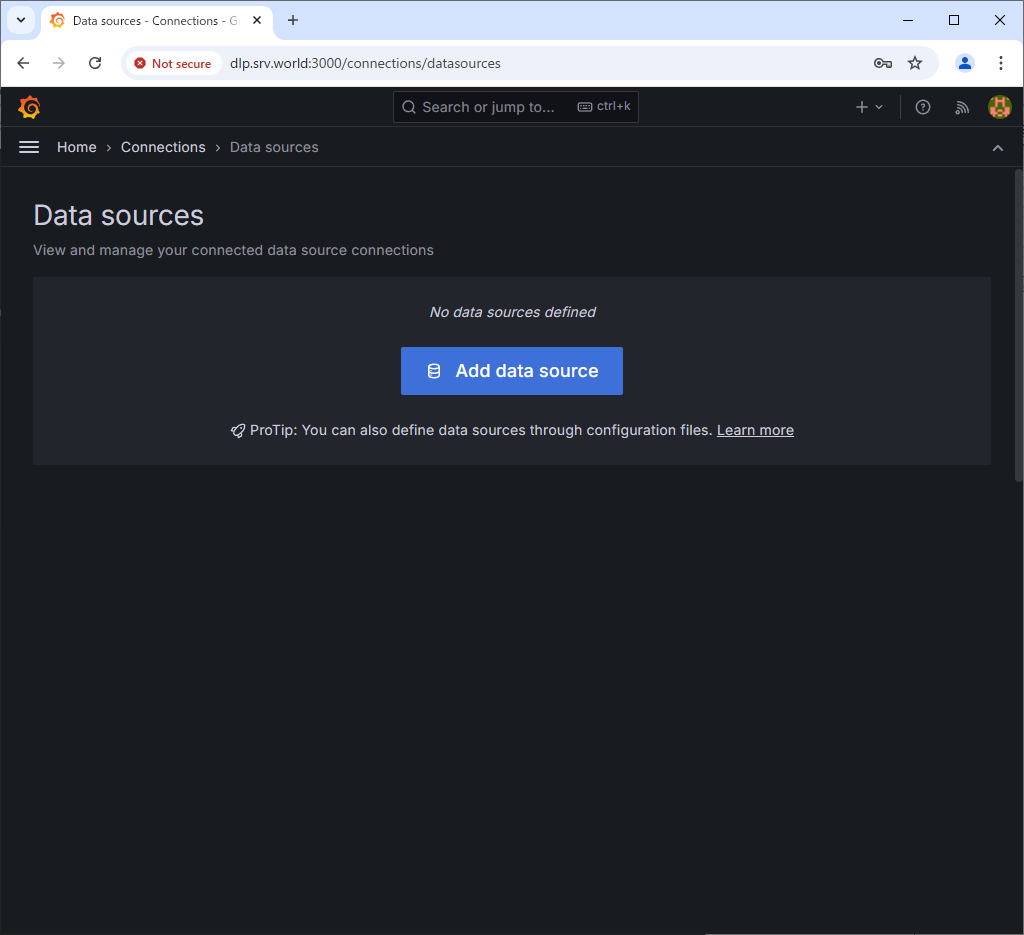 Data sources - Connections - G
Not secure
dlp.srv.world:3000/connections/datasources
Search or jump to...
ctrl+k
Home › Connections › Data sources
Data sources
View and manage your connected data source connections
No data sources defined
Add data source
ProTip: You can also define data sources through configuration files. Learn more